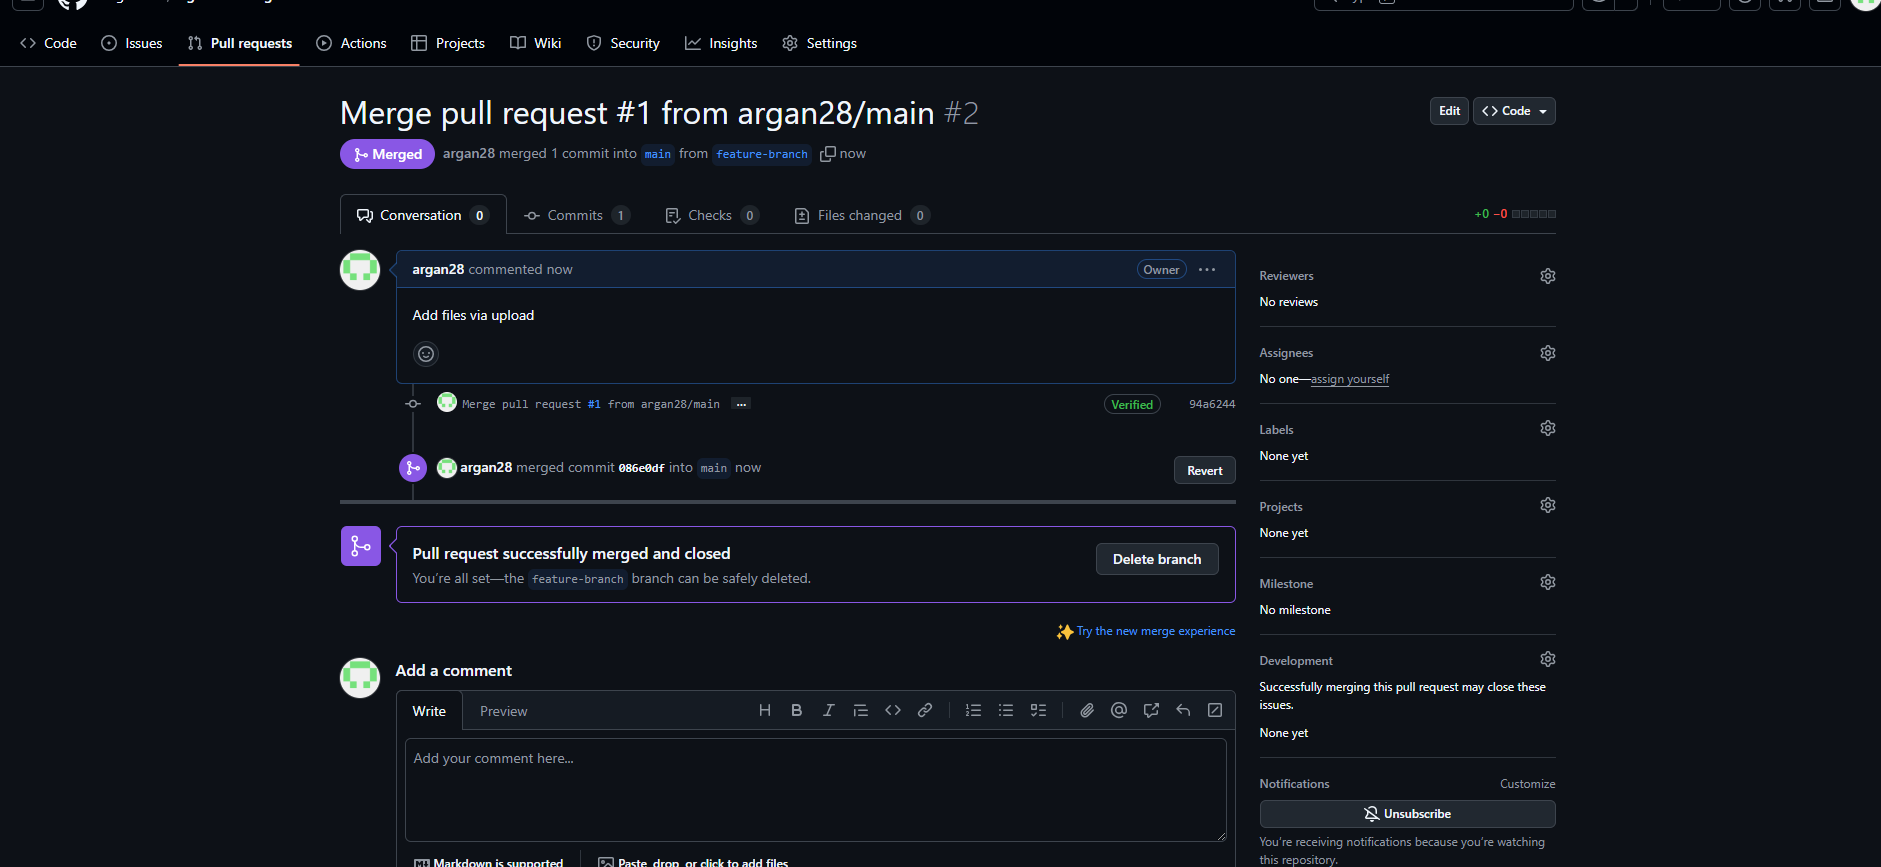 Code Issues Pull requests Actions Projects Wiki Security Insights Settings
Merge pull request #1 from argan28/main #2
Edit Code
Merged argan28 merged 1 commit into main from feature-branch now
Conversation 0 Commits 1 Checks 0 Files changed 0
+0 −0
argan28 commented now Owner
Add files via upload
Merge pull request #1 from argan28/main ... Verified 94a6244
argan28 merged commit 086e0df into main now Revert
Pull request successfully merged and closed
You're all set—the feature-branch branch can be safely deleted.
Delete branch
Try the new merge experience
Add a comment
Write Preview
Add your comment here...
Markdown is supported Paste, drop, or click to add files
Reviewers
No reviews
Assignees
No one—assign yourself
Labels
None yet
Projects
None yet
Milestone
No milestone
Development
Successfully merging this pull request may close these
issues.
None yet
Notifications Customize
Unsubscribe
You're receiving notifications because you're watching
this repository.